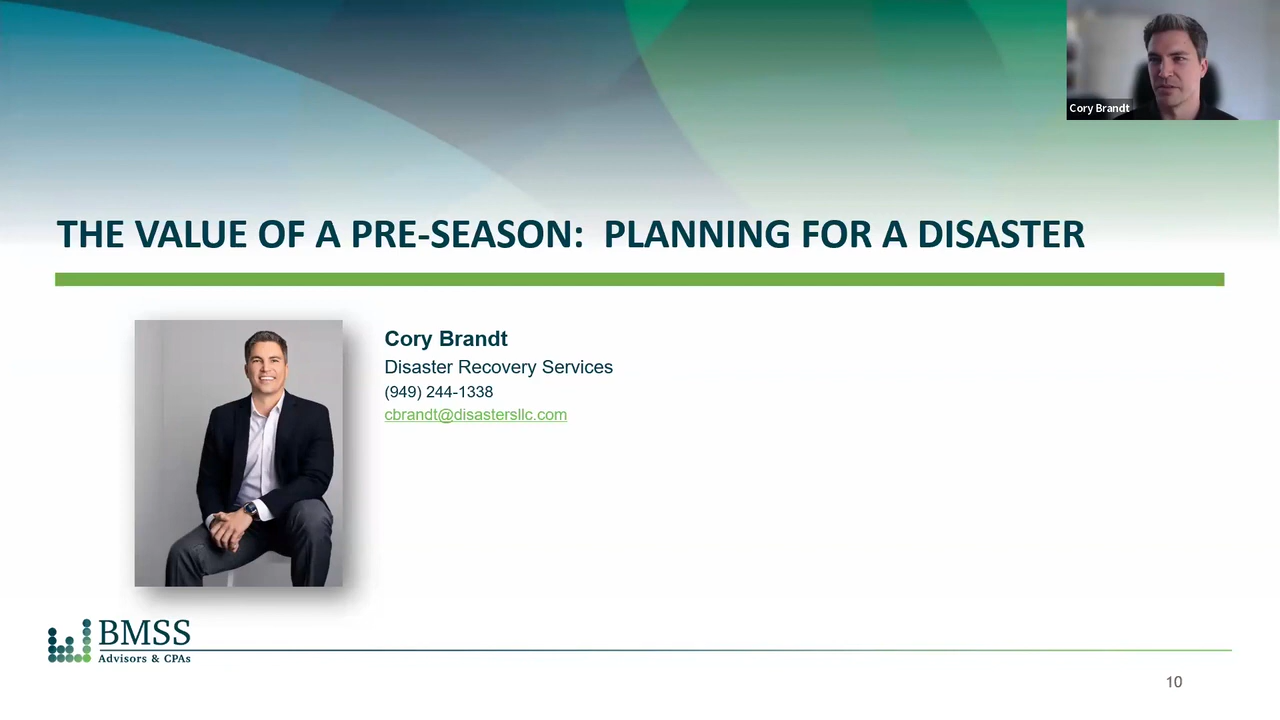 Cory Brandt
THE VALUE OF A PRE-SEASON: PLANNING FOR A DISASTER
Cory Brandt
Disaster Recovery Services
(949) 244-1338
cbrandt@disastersllc.com
BMSS
Advisors & CPAs
10